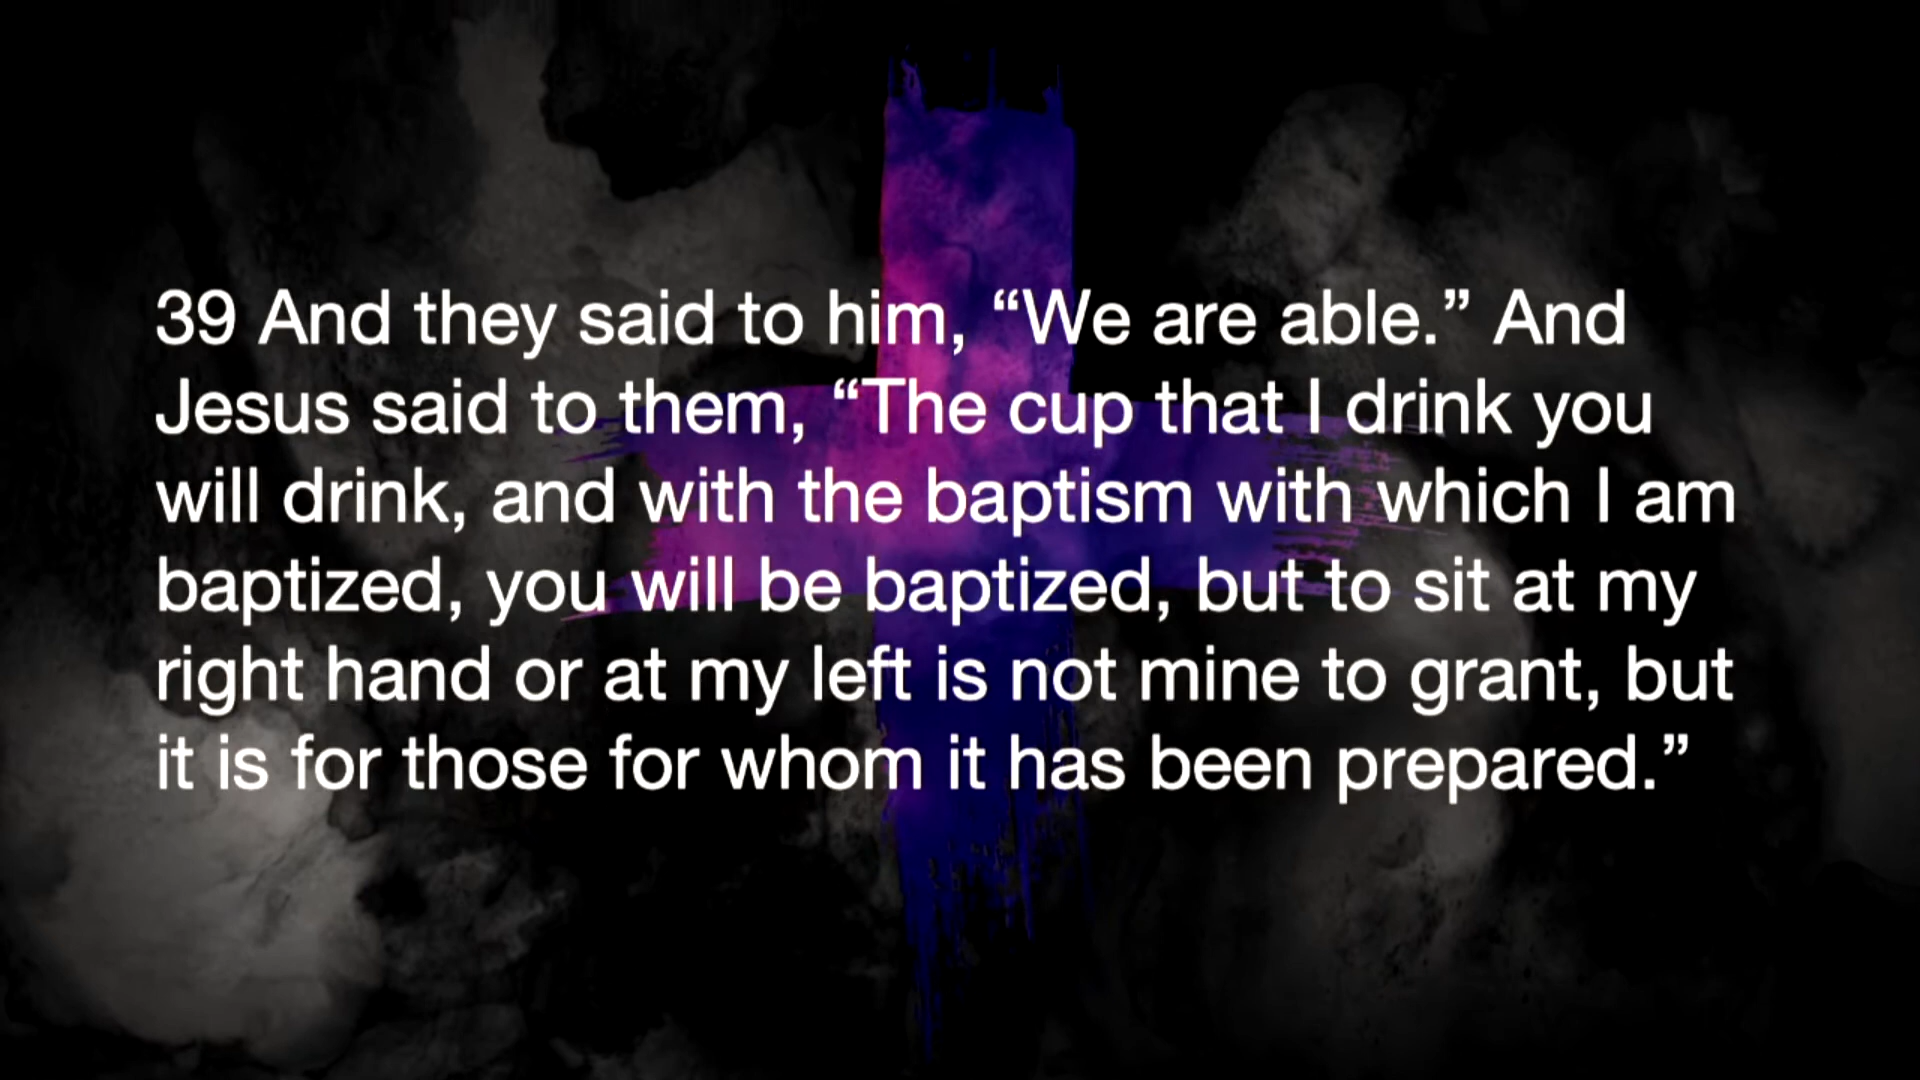 39 And they said to him, “We are able.” And
Jesus said to them, “The cup that I drink you
will drink, and with the baptism with which I am
baptized, you will be baptized, but to sit at my
right hand or at my left is not mine to grant, but
it is for those for whom it has been prepared.”